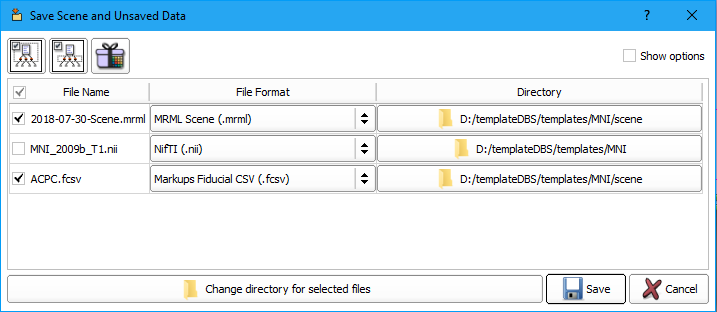 Save Scene and Unsaved Data
Show options
File Name File Format Directory
2018-07-30-Scene.mrml MRML Scene (.mrml) D:/templateDBS/templates/MNI/scene
MNI_2009b_T1.nii NifTI (.nii) D:/templateDBS/templates/MNI
ACPC.fcsv Markups Fiducial CSV (.fcsv) D:/templateDBS/templates/MNI/scene
Change directory for selected files Save Cancel